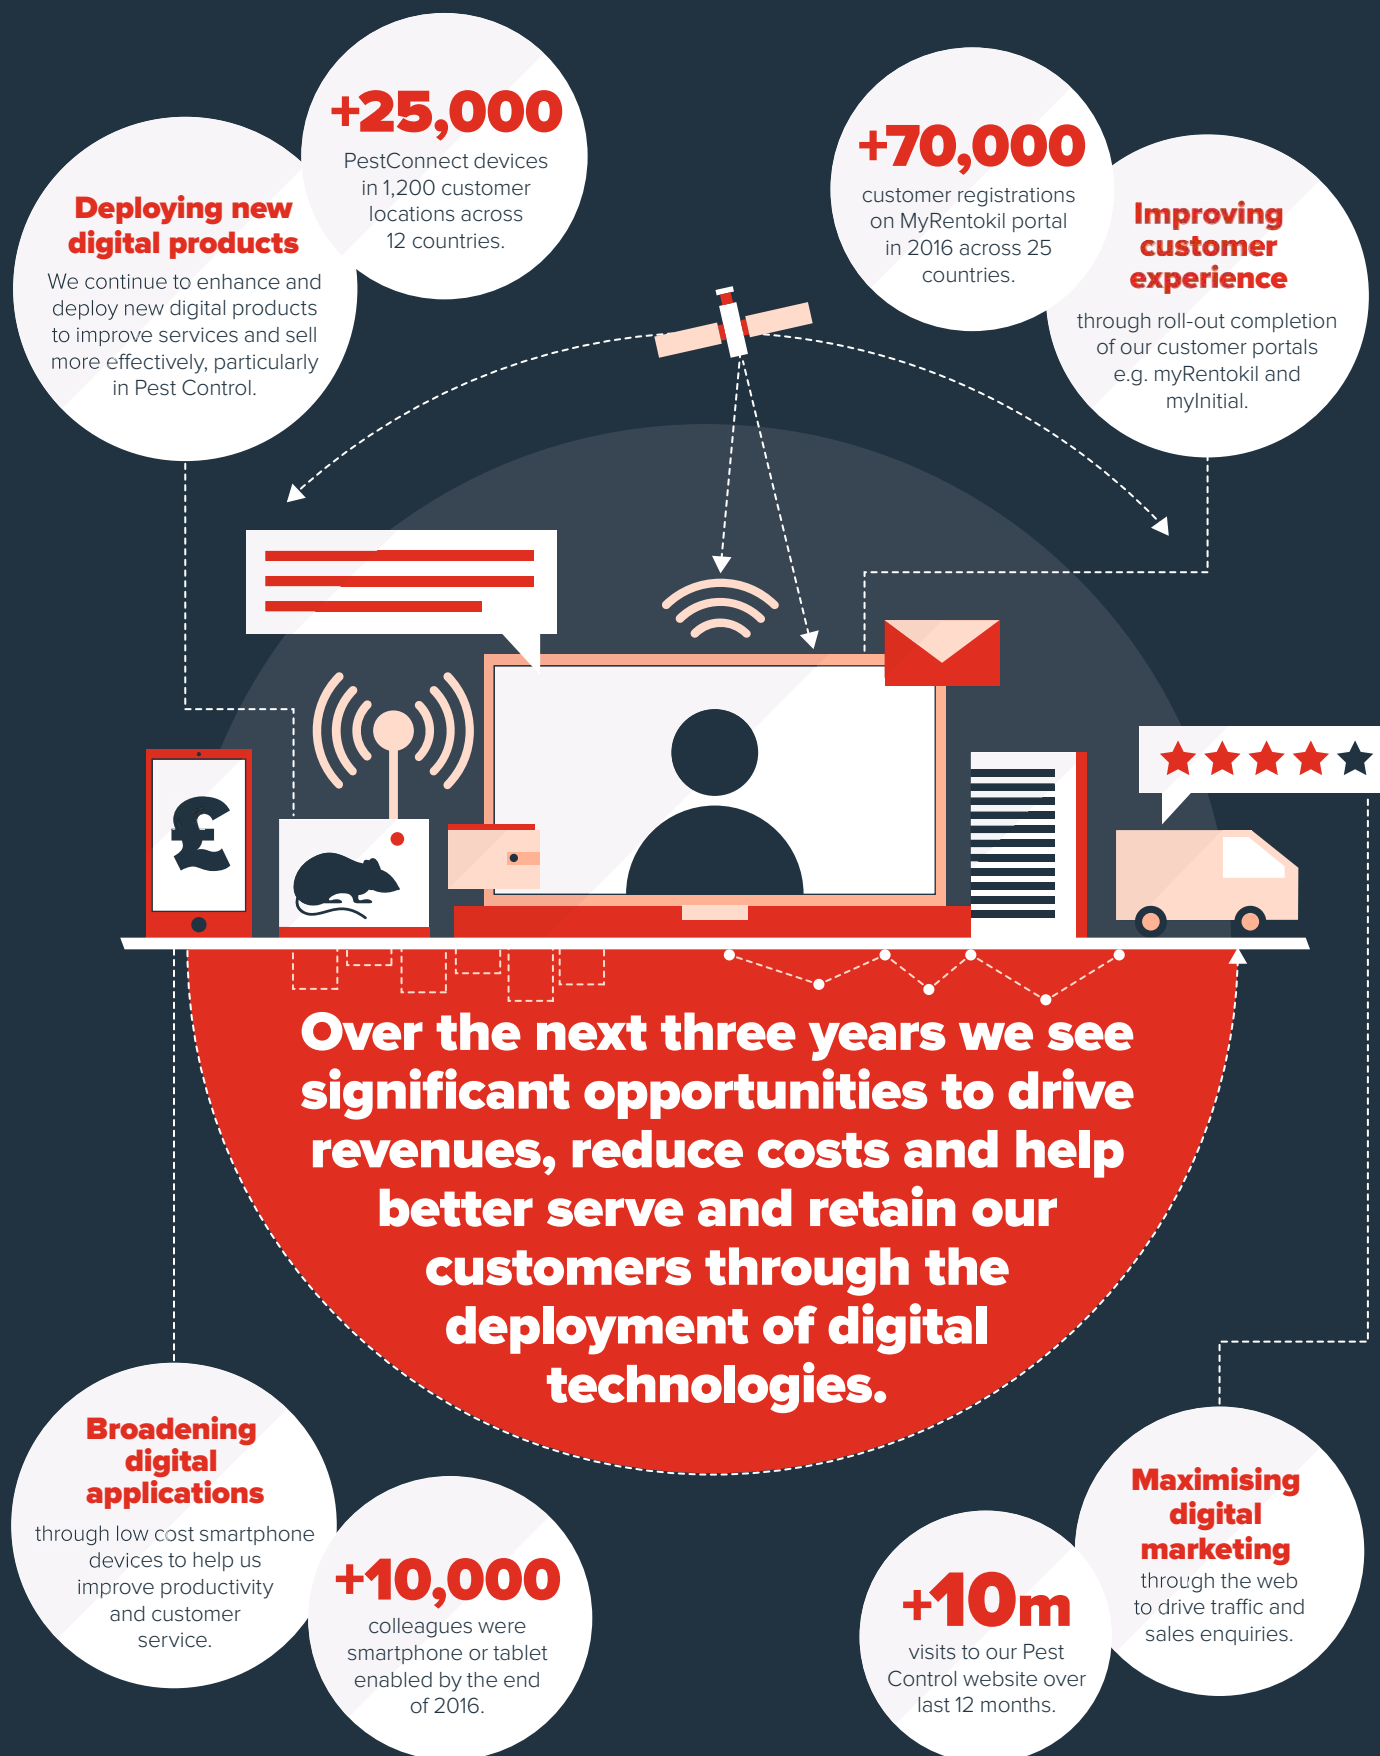 +25,000
PestConnect devices
in 1,200 customer
locations across
12 countries.
Deploying new
digital products
We continue to enhance and
deploy new digital products
to improve services and sell
more effectively, particularly
in Pest Control.
+70,000
customer registrations
on MyRentokil portal
in 2016 across 25
countries.
Improving
customer
experience
through roll-out completion
of our customer portals
e.g. myRentokil and
myInitial.
£
Over the next three years we see
significant opportunities to drive
revenues, reduce costs and help
better serve and retain our
customers through the
deployment of digital
technologies.
Broadening
digital
applications
through low cost smartphone
devices to help us
improve productivity
and customer
service.
+10,000
colleagues were
smartphone or tablet
enabled by the end
of 2016.
+10m
visits to our Pest
Control website over
last 12 months.
Maximising
digital
marketing
through the web
to drive traffic and
sales enquiries.